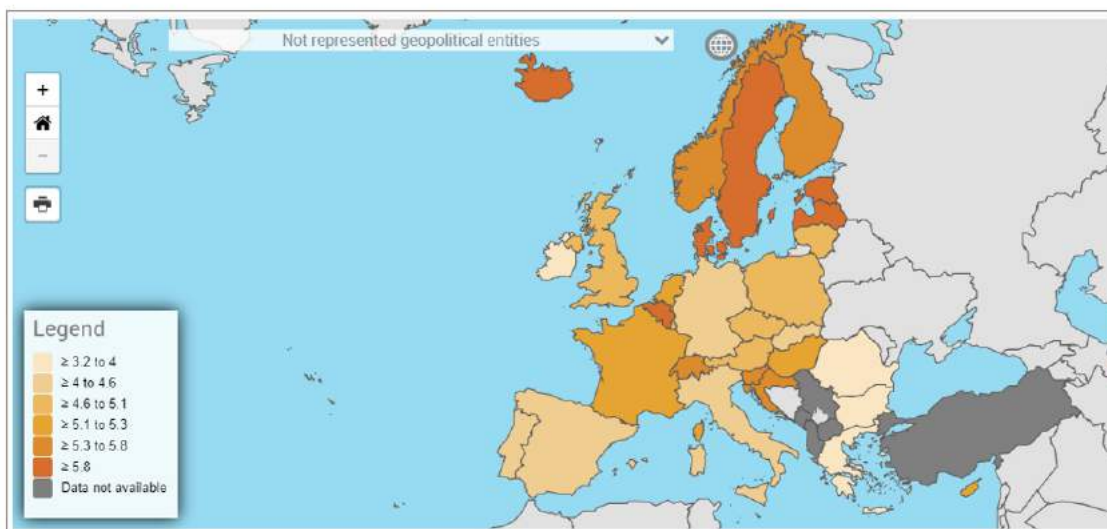 Not represented geopolitical entities
+
−
Legend
≥ 3.2 to 4
≥ 4 to 4.6
≥ 4.6 to 5.1
≥ 5.1 to 5.3
≥ 5.3 to 5.8
≥ 5.8
Data not available